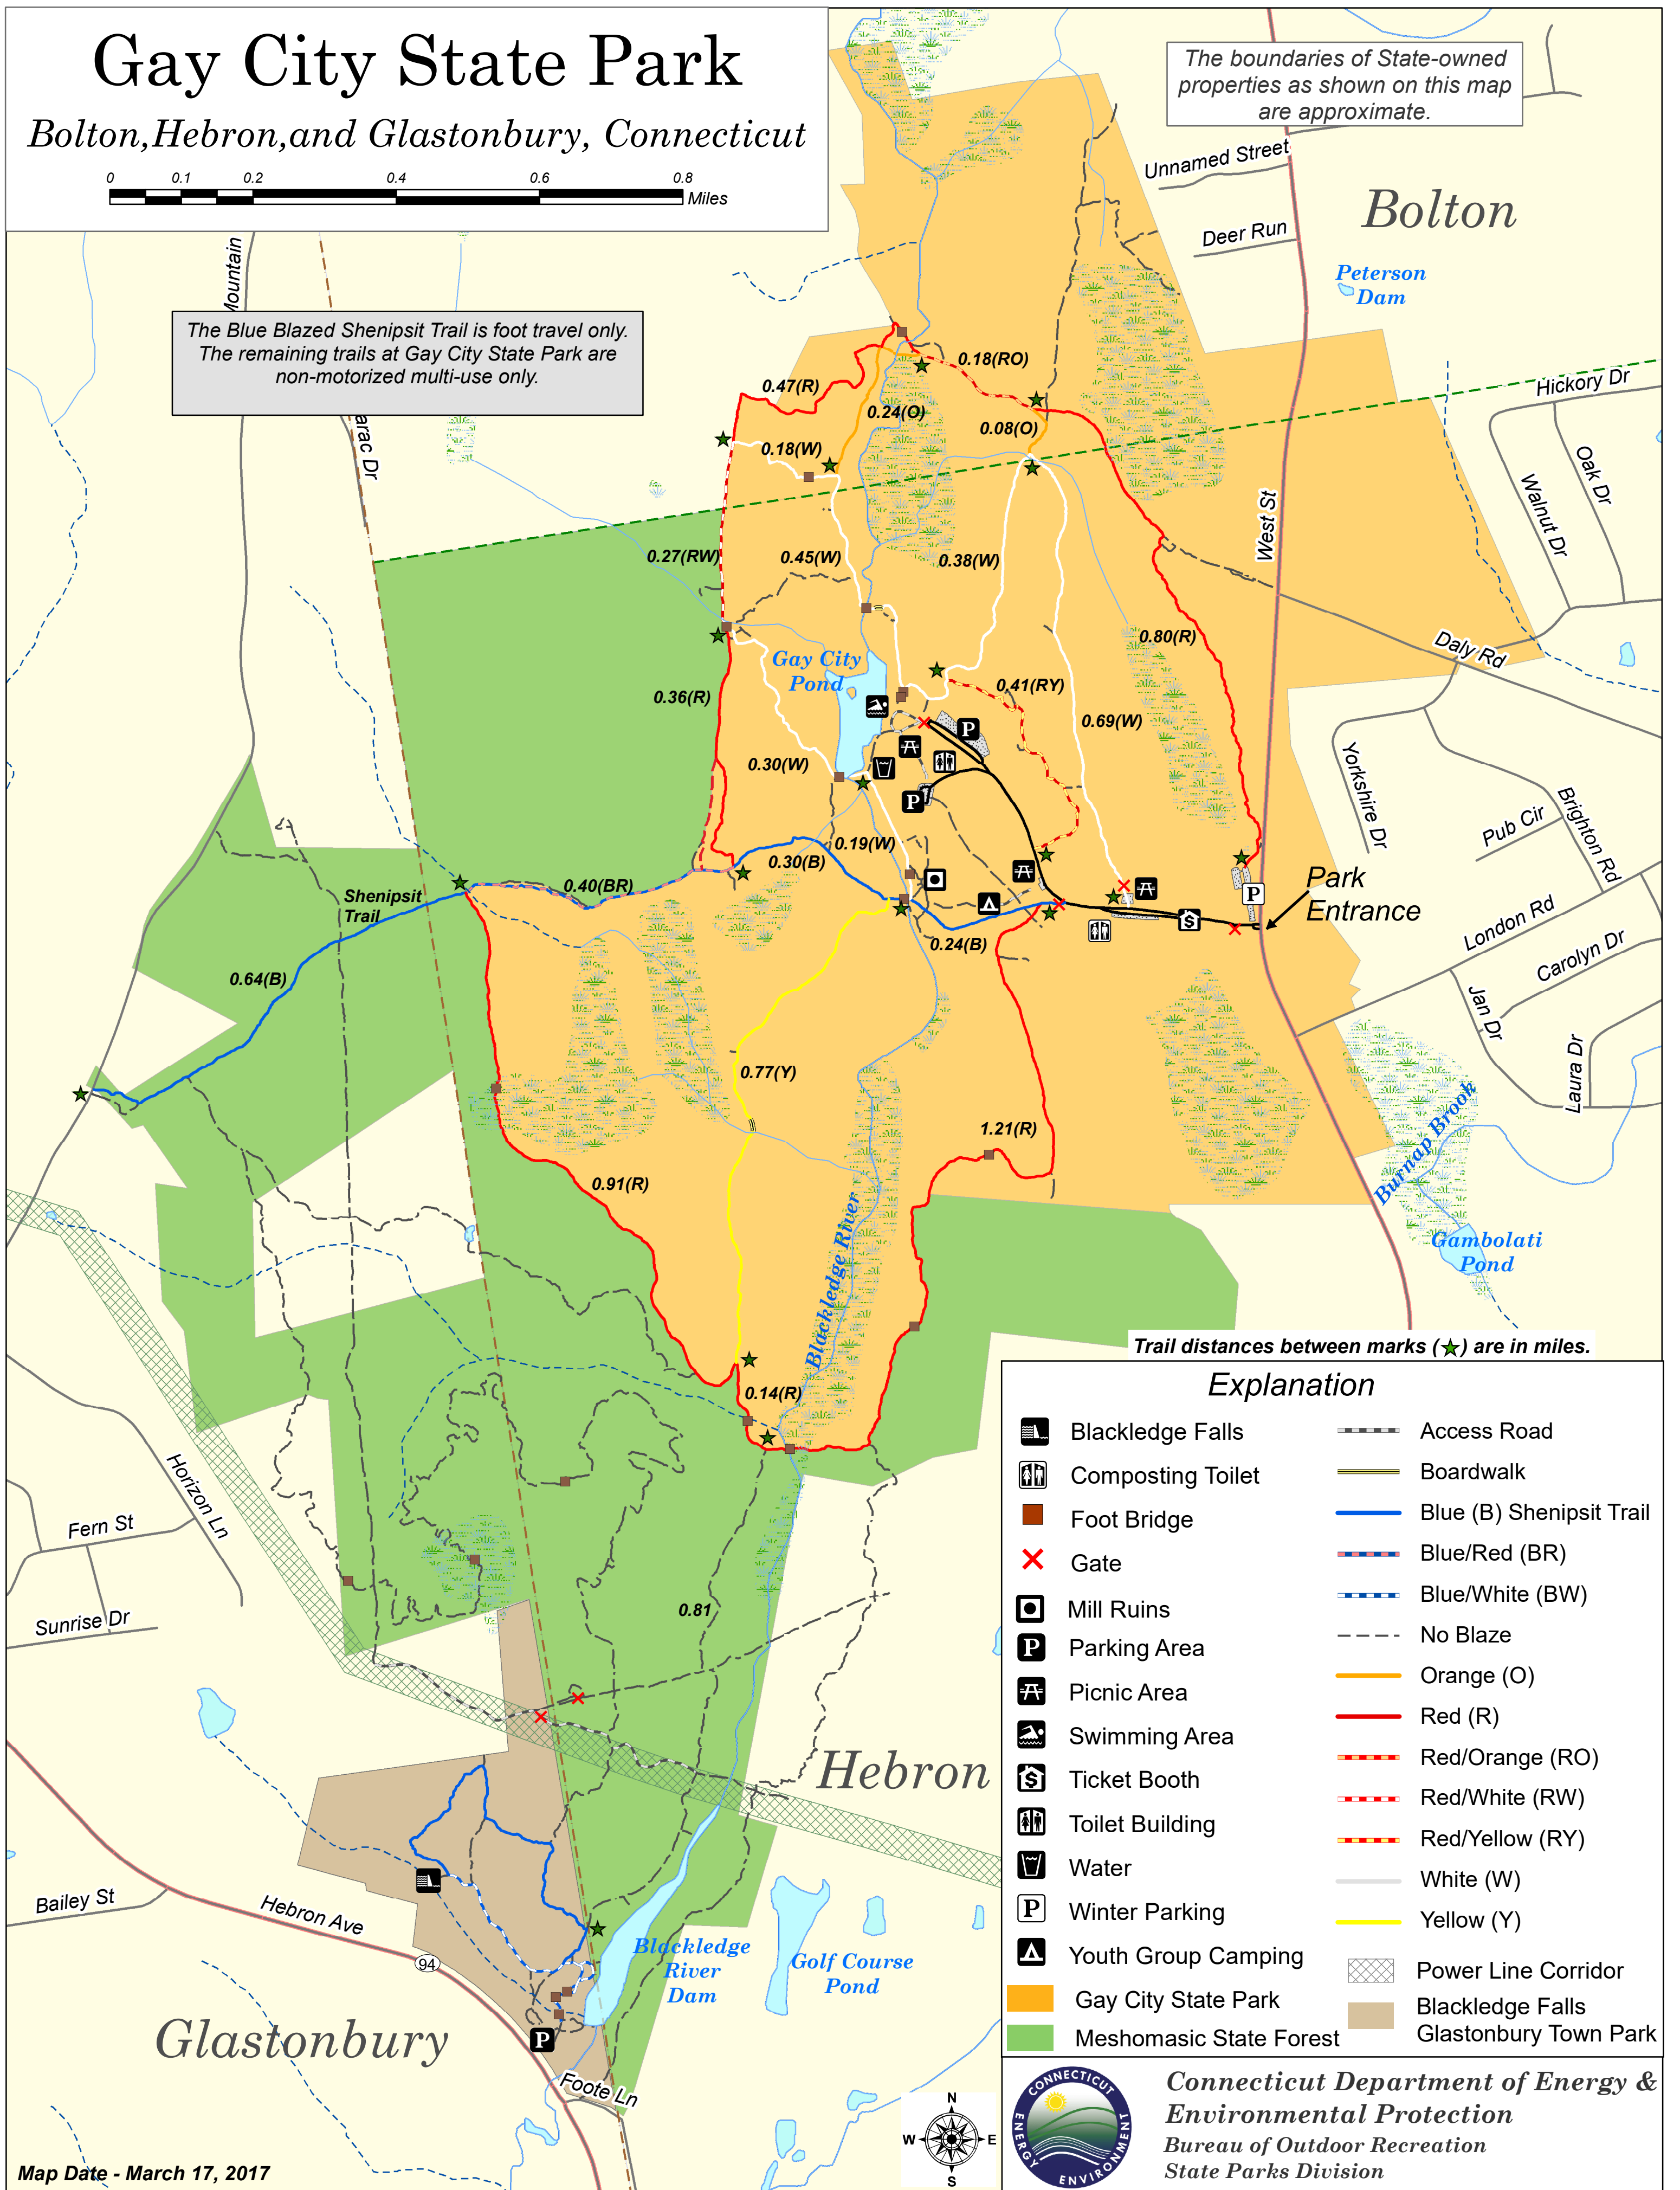 Gay City State Park
Bolton,Hebron,and Glastonbury, Connecticut
0 0.1 0.2 0.4 0.6 0.8
Miles
The boundaries of State-owned
properties as shown on this map
are approximate.
Unnamed Street
Bolton
Deer Run
Peterson
Dam
Mountain
The Blue Blazed Shenipsit Trail is foot travel only.
The remaining trails at Gay City State Park are
non-motorized multi-use only.
arac Dr
0.18(RO)
0.47(R)
0.24(O)
0.08(O)
0.18(W)
Hickory Dr
Oak Dr
Walnut Dr
West St
0.27(RW)
0.45(W)
0.38(W)
0.80(R)
Daly Rd
Gay City
Pond
0.36(R)
0.41(RY)
0.69(W)
P
0.30(W)
P
Yorkshire Dr
Pub Cir
Brighton Rd
0.19(W)
0.30(B)
0.40(BR)
Shenipsit
Trail
P
$
Park
Entrance
London Rd
Carolyn Dr
Jan Dr
Laura Dr
0.24(B)
0.64(B)
0.77(Y)
1.21(R)
0.91(R)
Burnap Brook
Blackledge River
Gambolati
Pond
0.14(R)
Trail distances between marks (★) are in miles.
Horizon Ln
Fern St
Sunrise Dr
0.81
Hebron
Bailey St
Hebron Ave
94
Blackledge
River
Dam
Golf Course
Pond
Glastonbury
P
Foote Ln
Map Date - March 17, 2017
N
W E
S
Explanation
Blackledge Falls
Composting Toilet
Foot Bridge
Gate
Mill Ruins
P Parking Area
Picnic Area
Swimming Area
$ Ticket Booth
Toilet Building
Water
P Winter Parking
Youth Group Camping
Gay City State Park
Meshomasic State Forest
Access Road
Boardwalk
Blue (B) Shenipsit Trail
Blue/Red (BR)
Blue/White (BW)
No Blaze
Orange (O)
Red (R)
Red/Orange (RO)
Red/White (RW)
Red/Yellow (RY)
White (W)
Yellow (Y)
Power Line Corridor
Blackledge Falls
Glastonbury Town Park
CONNECTICUT
ENERGY
ENVIRONMENT
Connecticut Department of Energy &
Environmental Protection
Bureau of Outdoor Recreation
State Parks Division